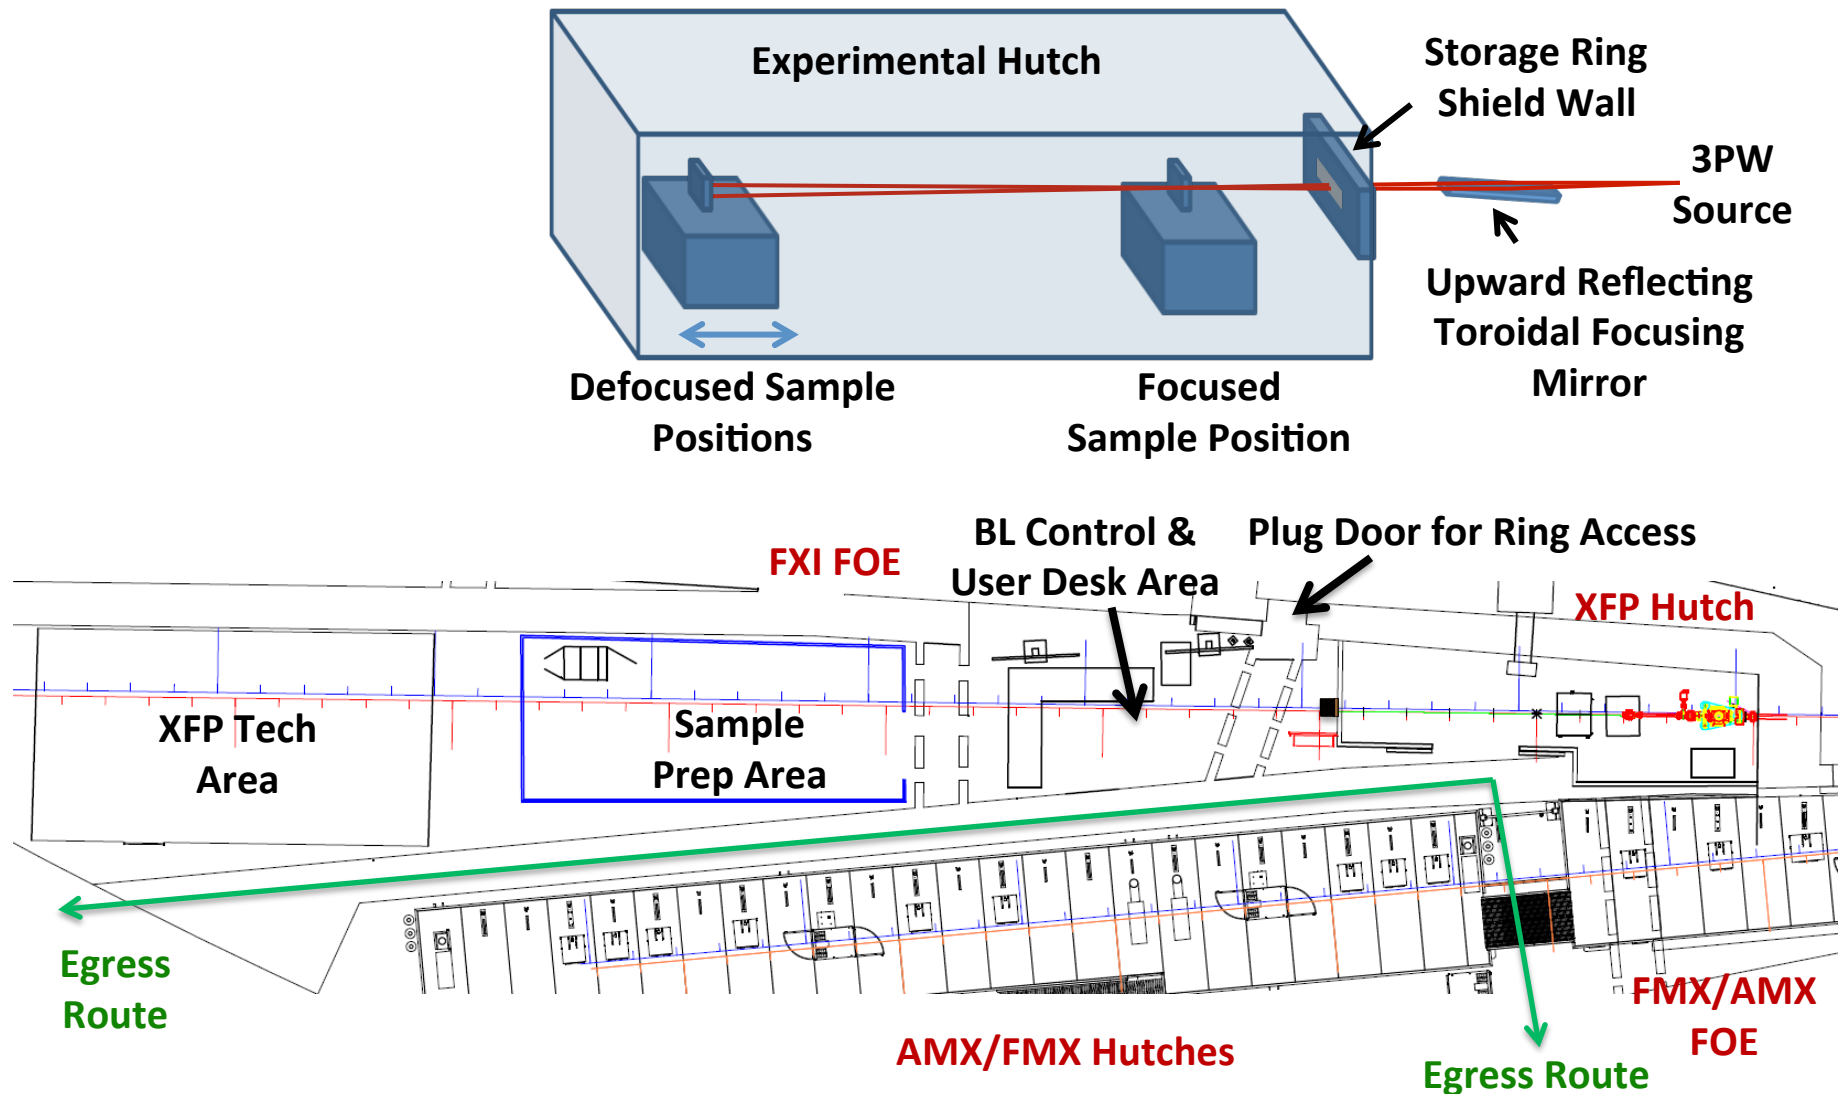 Experimental Hutch
Storage Ring
Shield Wall
3PW
Source
Upward Reflecting
Toroidal Focusing
Mirror
Defocused Sample
Positions
Focused
Sample Position
BL Control &
User Desk Area
Plug Door for Ring Access
FXI FOE
XFP Hutch
XFP Tech
Area
Sample
Prep Area
Egress
Route
AMX/FMX Hutches
FMX/AMX
FOE
Egress Route